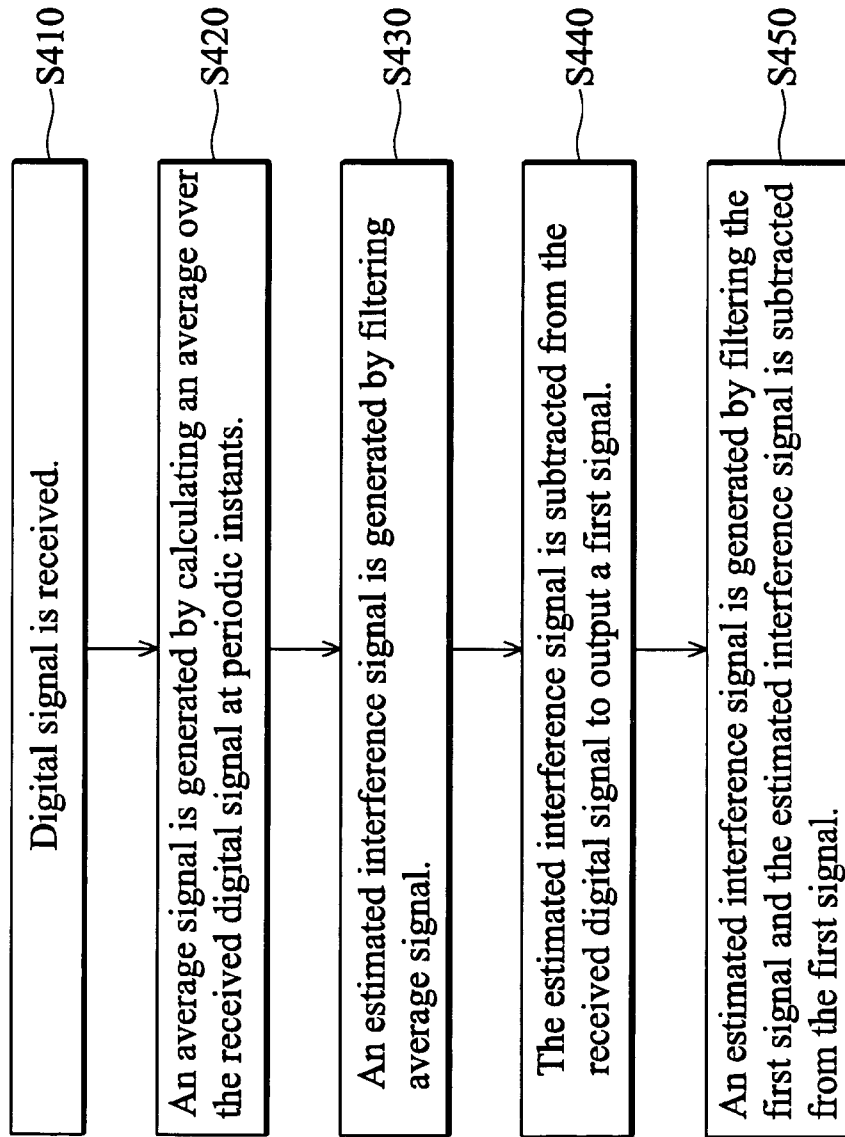 Digital signal is received.
S410
An average signal is generated by calculating an average over
the received digital signal at periodic instants.
S420
An estimated interference signal is generated by filtering
average signal.
S430
The estimated interference signal is subtracted from the
received digital signal to output a first signal.
S440
An estimated interference signal is generated by filtering the
first signal and the estimated interference signal is subtracted
from the first signal.
S450